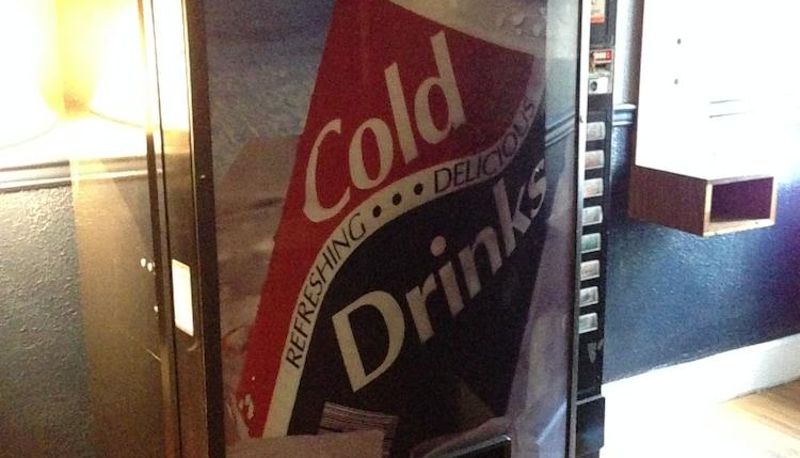 Cold
REFRESHING • • • DELICIOUS
Drinks